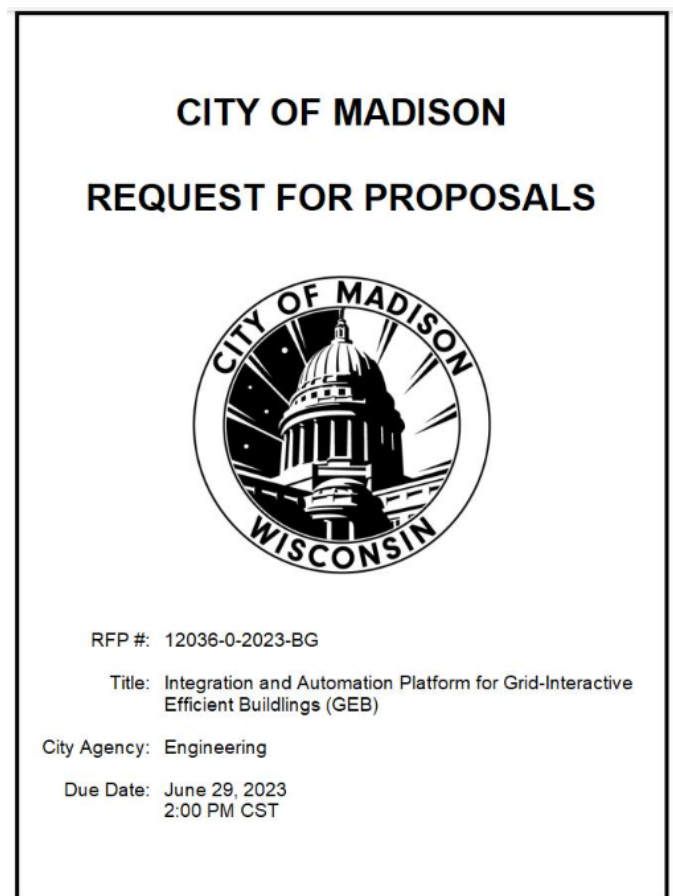 CITY OF MADISON
REQUEST FOR PROPOSALS
CITY OF MADISON
WISCONSIN
RFP #: 12036-0-2023-BG
Title: Integration and Automation Platform for Grid-Interactive
Efficient Buildlings (GEB)
City Agency: Engineering
Due Date: June 29, 2023
2:00 PM CST